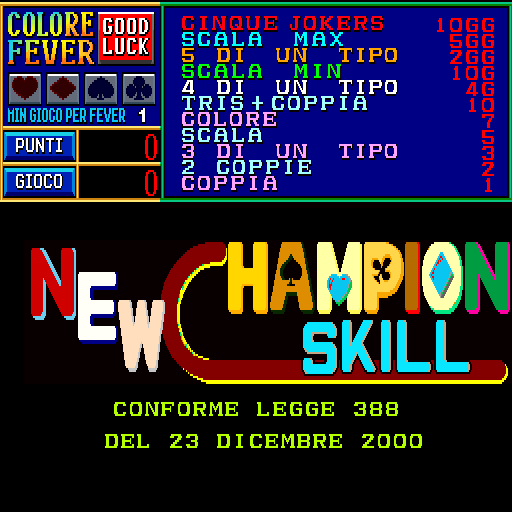 COLORE
FEVER
GOOD
LUCK
MIN GIOCO PER FEVER 1
PUNTI 0
GIOCO 0
CINQUE JOKERS 10GG
SCALA MAX 5GG
5 DI UN TIPO 2GG
SCALA MIN 10G
4 DI UN TIPO 4G
TRIS+COPPIA 10
COLORE 7
SCALA 5
3 DI UN TIPO 3
2 COPPIE 2
COPPIA 1
NEW CHAMPION
SKILL
CONFORME LEGGE 388
DEL 23 DICEMBRE 2000